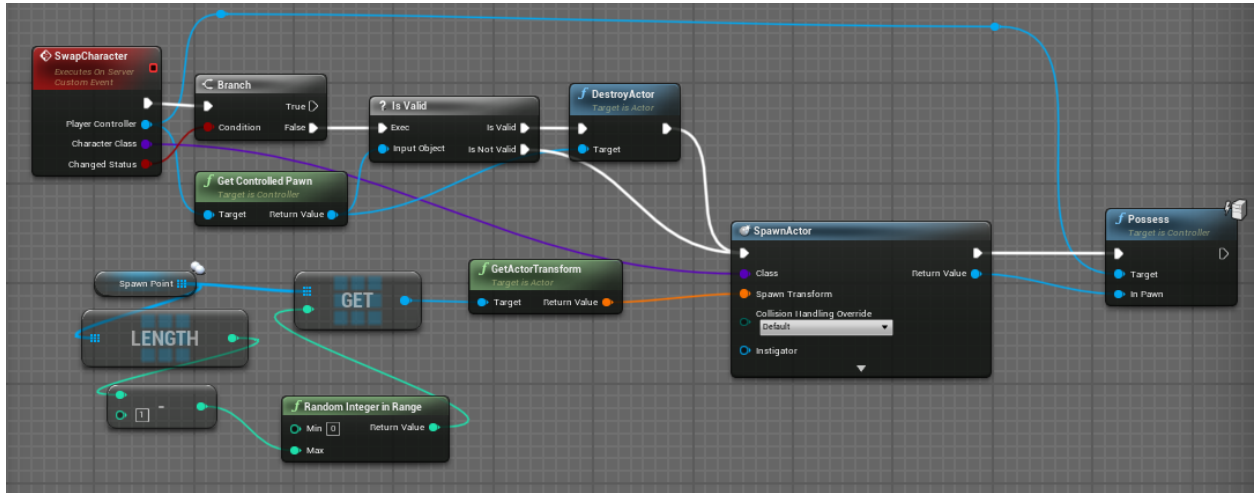 SwapCharacter
Executes On Server
Custom Event
Player Controller
Character Class
Changed Status
Branch
True
Condition
False
? Is Valid
Exec
Is Valid
Input Object
Is Not Valid
f DestroyActor
Target is Actor
Target
f Get Controlled Pawn
Target is Controller
Target
Return Value
SpawnActor
Class
Return Value
Spawn Transform
Collision Handling Override
Default
Instigator
f Possess
Target is Controller
Target
In Pawn
Spawn Point
GET
f GetActorTransform
Target is Actor
Target
Return Value
LENGTH
1
-
f Random Integer in Range
Min 0
Return Value
Max